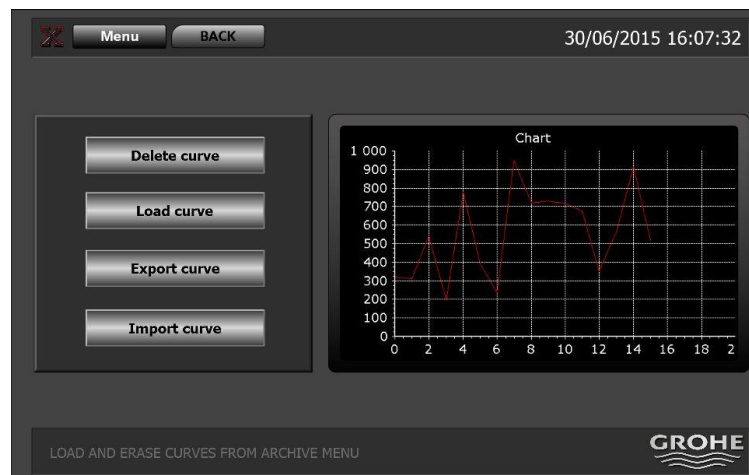 Menu BACK 30/06/2015 16:07:32
Delete curve
Load curve
Export curve
Import curve
Chart
1 000
900
800
700
600
500
400
300
200
100
0
0 2 4 6 8 10 12 14 16 18 2
LOAD AND ERASE CURVES FROM ARCHIVE MENU
GROHE